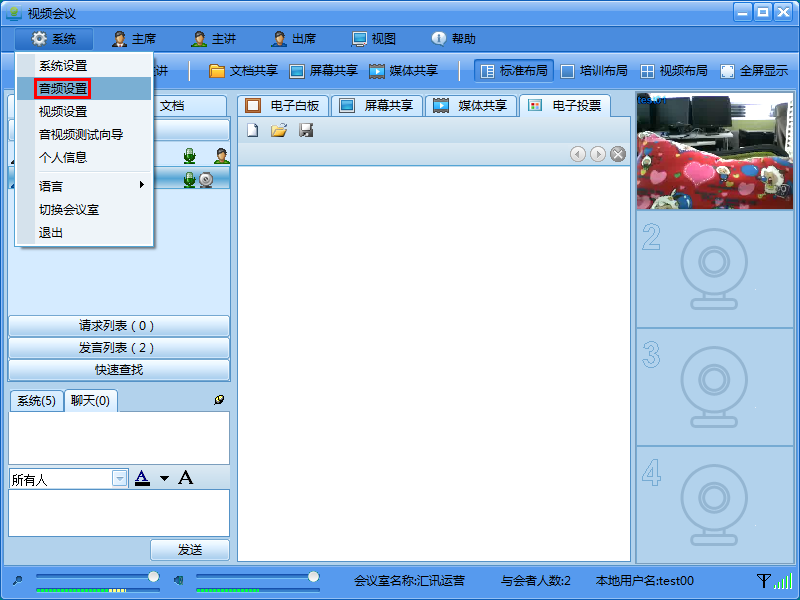 视频会议
系统 主席 主讲 出席 视图 帮助
讲 文档共享 屏幕共享 媒体共享 标准布局 培训布局 视频布局 全屏显示
系统设置
音频设置
视频设置
音视频测试向导
个人信息
语言
切换会议室
退出
文档
电子白板 屏幕共享 媒体共享 电子投票
2
3
4
请求列表 ( 0 )
发言列表 ( 2 )
快速查找
系统(5) 聊天(0)
所有人 A A
发送
会议室名称:汇讯运营 与会者人数:2 本地用户名:test00